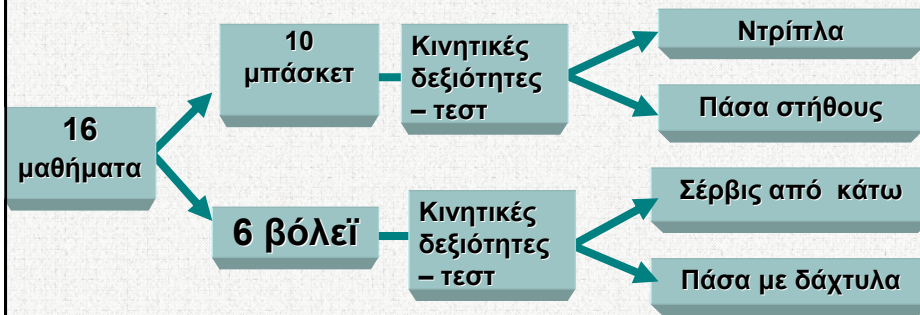 16
μαθήματα
10
μπάσκετ
Κινητικές
δεξιότητες
– τεστ
Ντρίπλα
Πάσα στήθους
6 βόλεϊ
Κινητικές
δεξιότητες
– τεστ
Σέρβις από κάτω
Πάσα με δάχτυλα